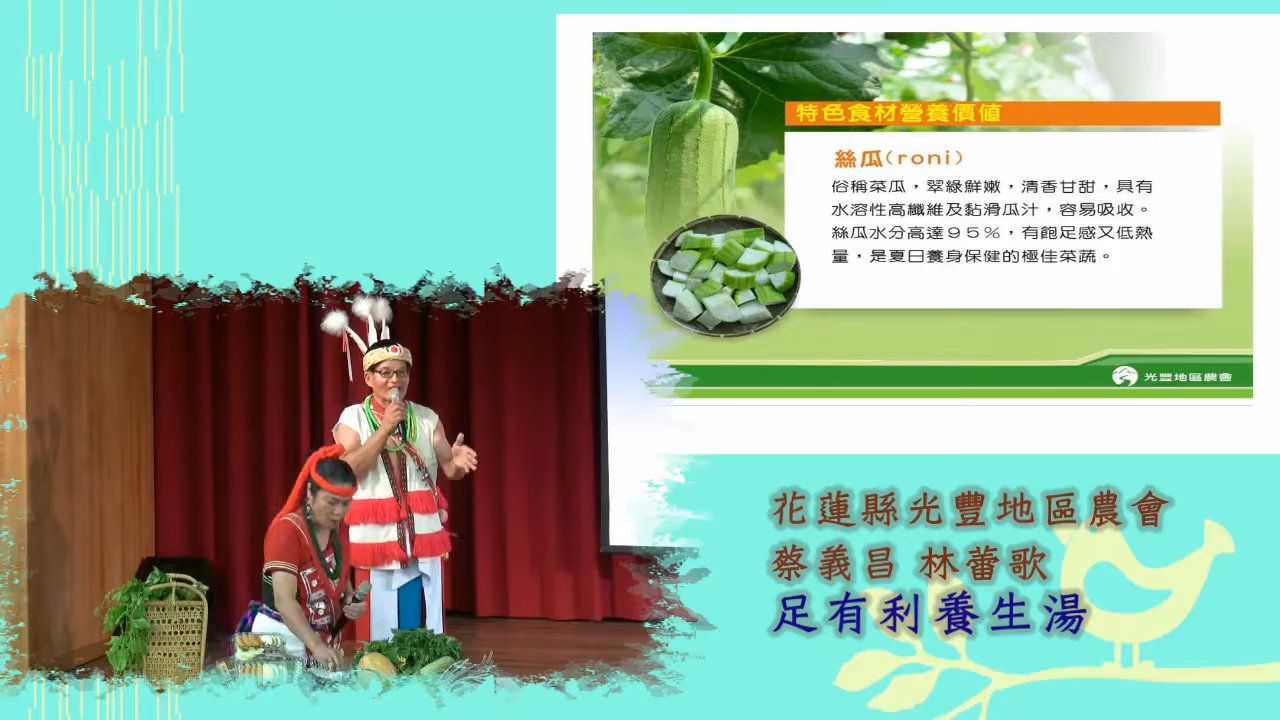 特色食材營養價值
絲瓜(roni)
俗稱菜瓜，翠綠鮮嫩，清香甘甜，具有
水溶性高纖維及黏滑瓜汁，容易吸收。
絲瓜水分高達95%，有飽足感又低熱
量，是夏日養身保健的極佳菜蔬。
光豐地區農會
花蓮縣光豐地區農會
蔡義昌 林蕾歌
足有利養生湯